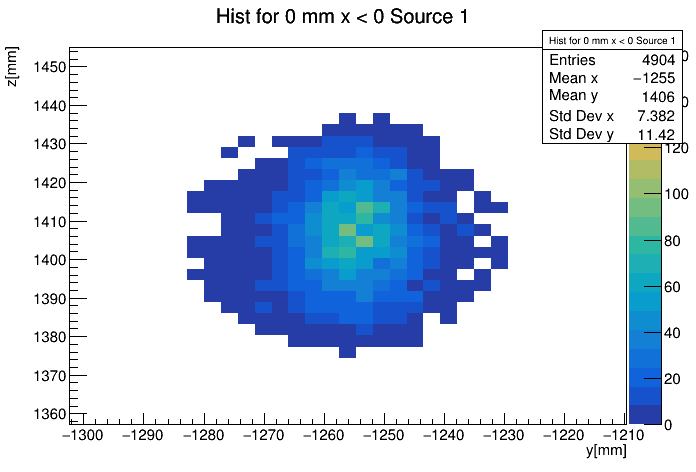 Hist for 0 mm x < 0 Source 1
Hist for 0 mm x < 0 Source 1
Entries 4904
Mean x −1255
Mean y 1406
Std Dev x 7.382
Std Dev y 11.42
z[mm]
1450
1440
1430
1420
1410
1400
1390
1380
1370
1360
120
100
80
60
40
20
0
−1300 −1290 −1280 −1270 −1260 −1250 −1240 −1230 −1220 −1210
y[mm]